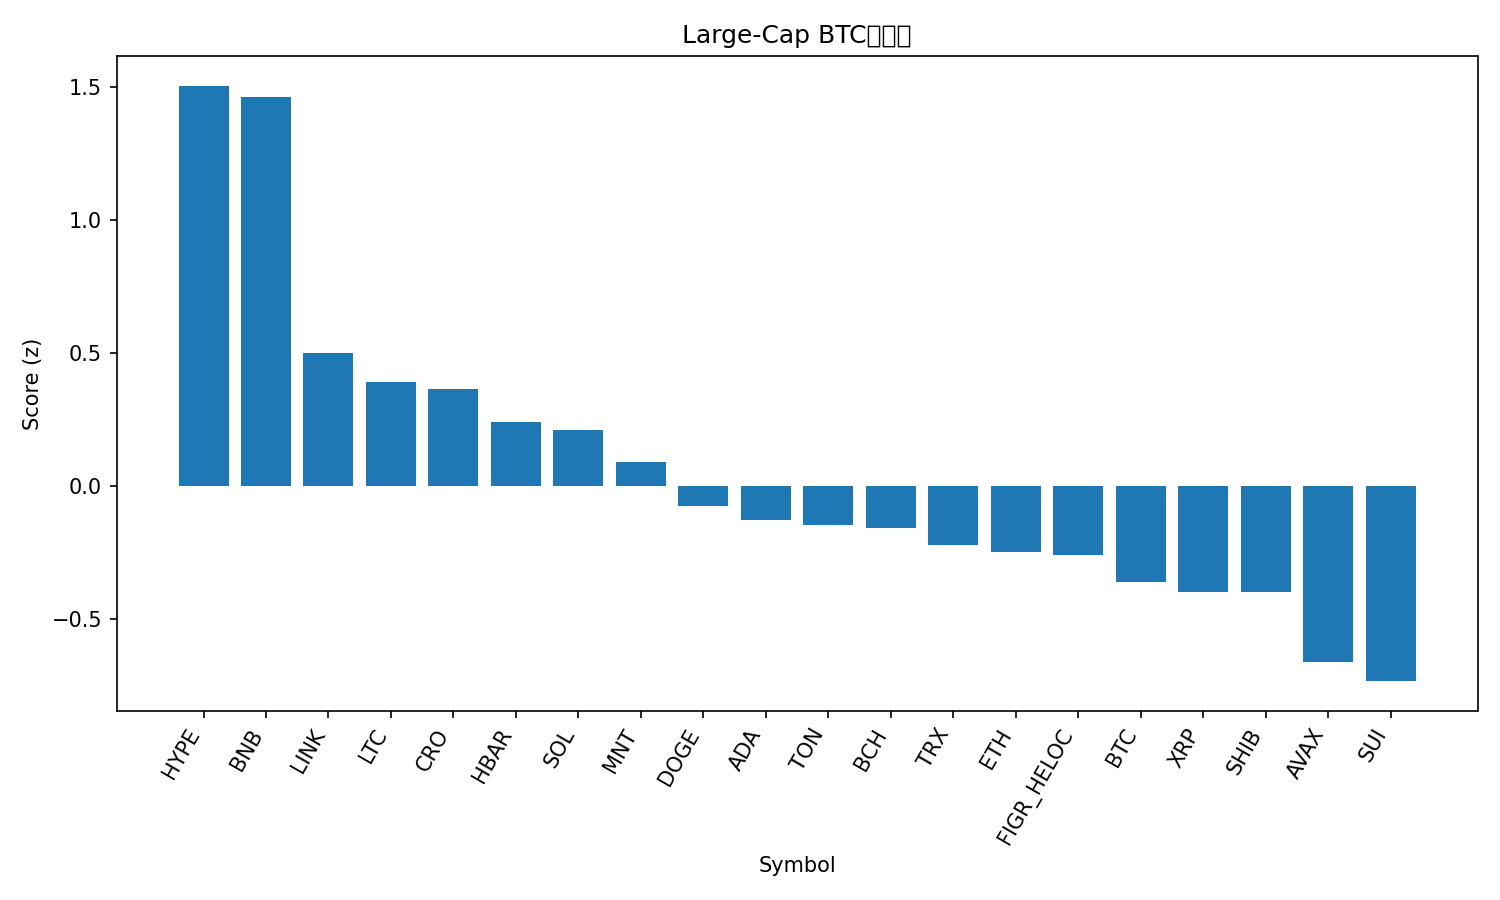 Large-Cap BTC
Score (z)
1.5
1.0
0.5
0.0
−0.5
HYPE
BNB
LINK
LTC
CRO
HBAR
SOL
MNT
DOGE
ADA
TON
BCH
TRX
ETH
FIGR_HELOC
BTC
XRP
SHIB
AVAX
SUI
Symbol